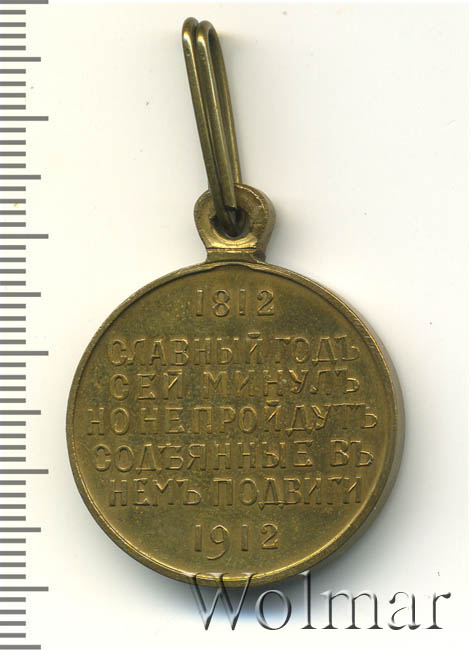 1812
СЛАВНЫЙ ГОДЪ
СЕЙ МИНУЛЪ
НО НЕ ПРОЙДУТЪ
СОДѢЯННЫЕ ВЪ
НЕМЪ ПОДВИГИ
1912
Wolmar